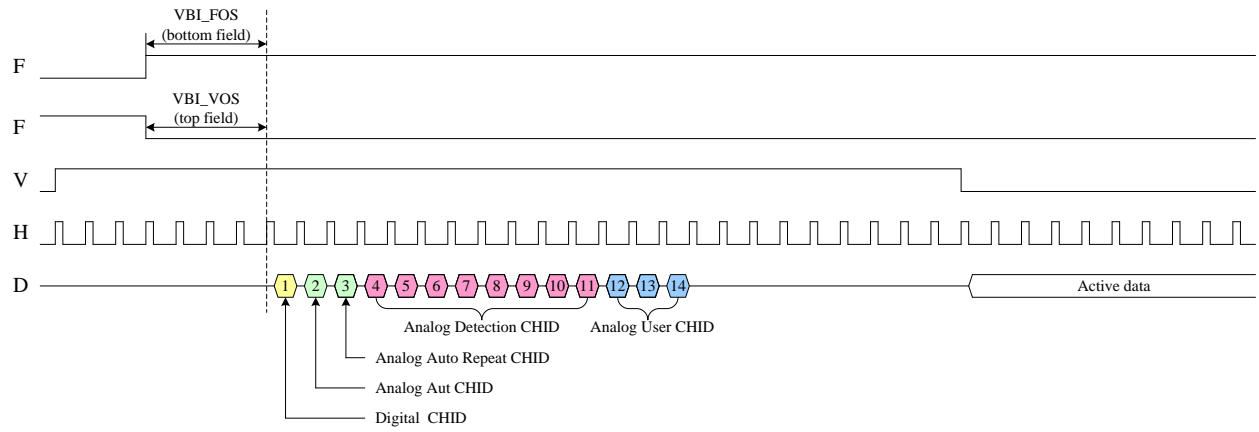 VBI_FOS
(bottom field)
F
VBI_VOS
(top field)
F
V
H
D
1 2 3 4 5 6 7 8 9 10 11 12 13 14
Active data
Analog Detection CHID
Analog User CHID
Analog Auto Repeat CHID
Analog Aut CHID
Digital CHID